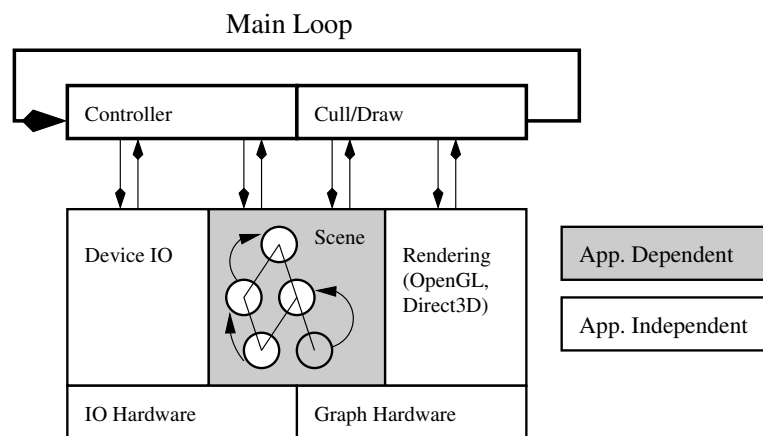 Main Loop
Controller
Cull/Draw
Device IO
Scene
Rendering
(OpenGL,
Direct3D)
App. Dependent
App. Independent
IO Hardware
Graph Hardware